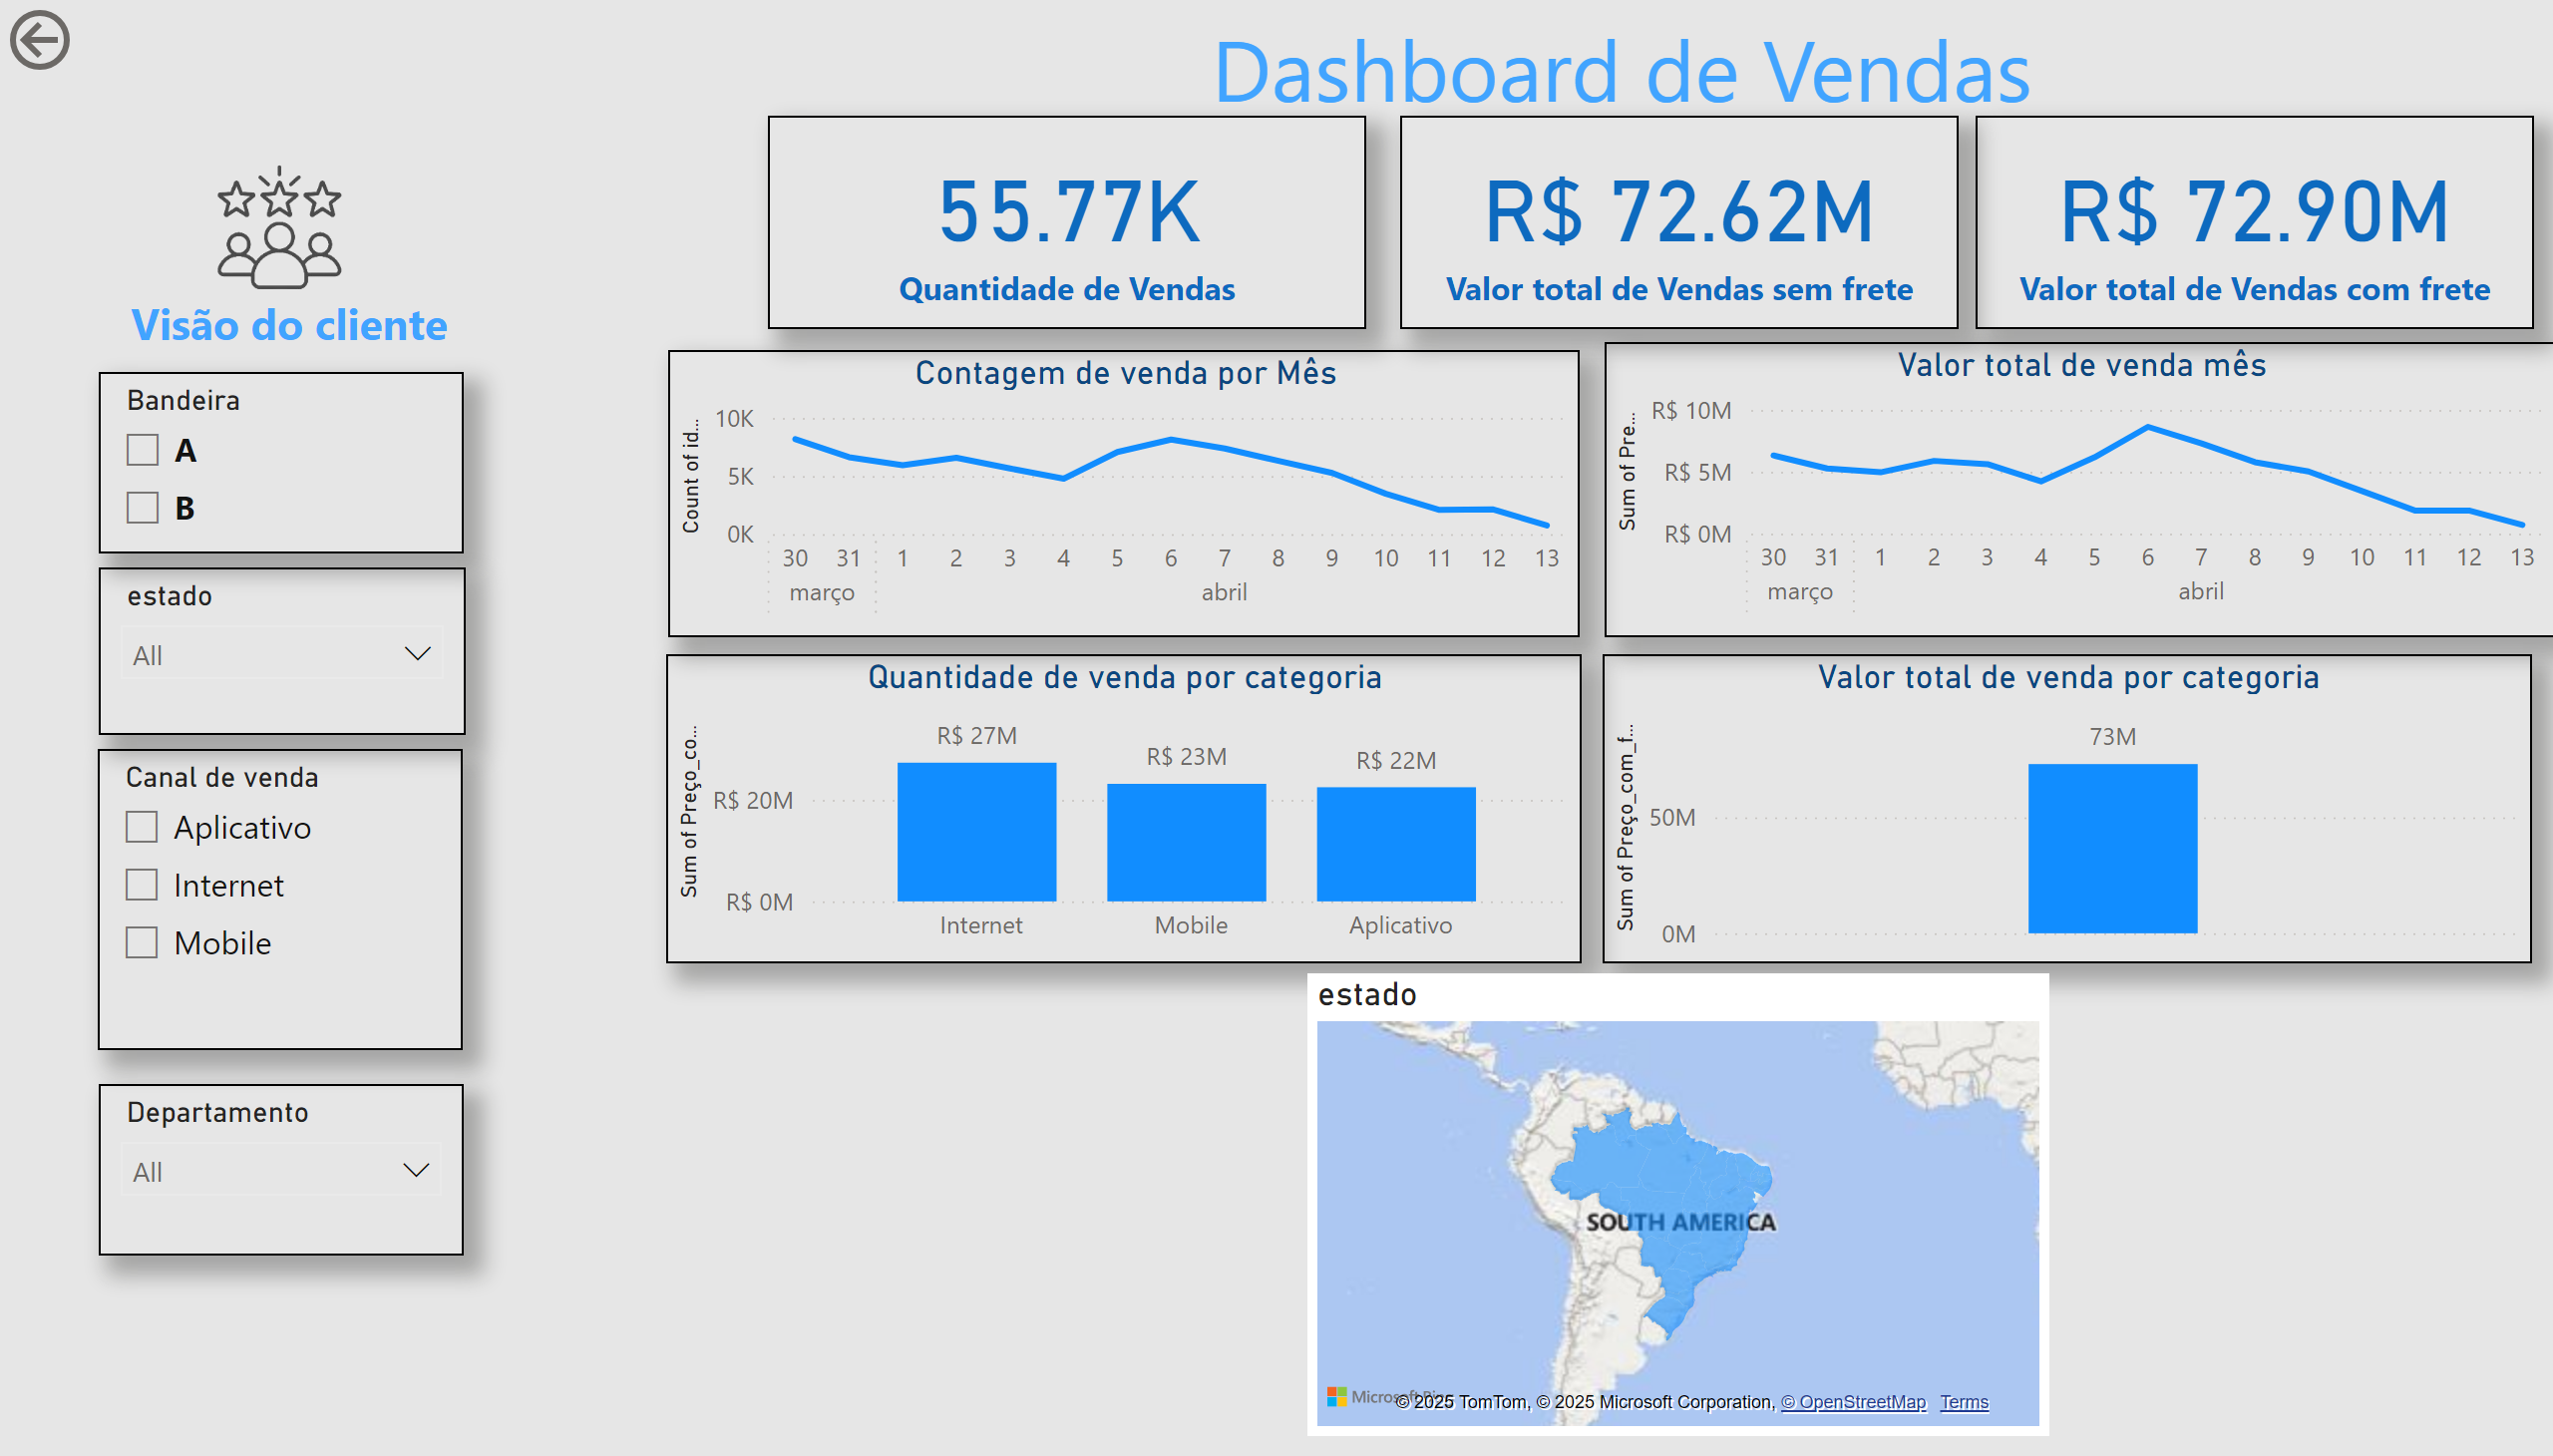 Dashboard de Vendas
55.77K
Quantidade de Vendas
R$ 72.62M
Valor total de Vendas sem frete
R$ 72.90M
Valor total de Vendas com frete
Visão do cliente
Bandeira
A
B
estado
All
Canal de venda
Aplicativo
Internet
Mobile
Departamento
All
Contagem de venda por Mês
Count of id...
10K
5K
0K
30 31 1 2 3 4 5 6 7 8 9 10 11 12 13
março abril
Valor total de venda mês
Sum of Pre...
R$ 10M
R$ 5M
R$ 0M
30 31 1 2 3 4 5 6 7 8 9 10 11 12 13
março abril
Quantidade de venda por categoria
Sum of Preço_co...
R$ 20M
R$ 0M
R$ 27M
R$ 23M
R$ 22M
Internet Mobile Aplicativo
Valor total de venda por categoria
Sum of Preço_com_f...
50M
0M
73M
estado
SOUTH AMERICA
Microsoft Bing
© 2025 TomTom, © 2025 Microsoft Corporation, © OpenStreetMap Terms